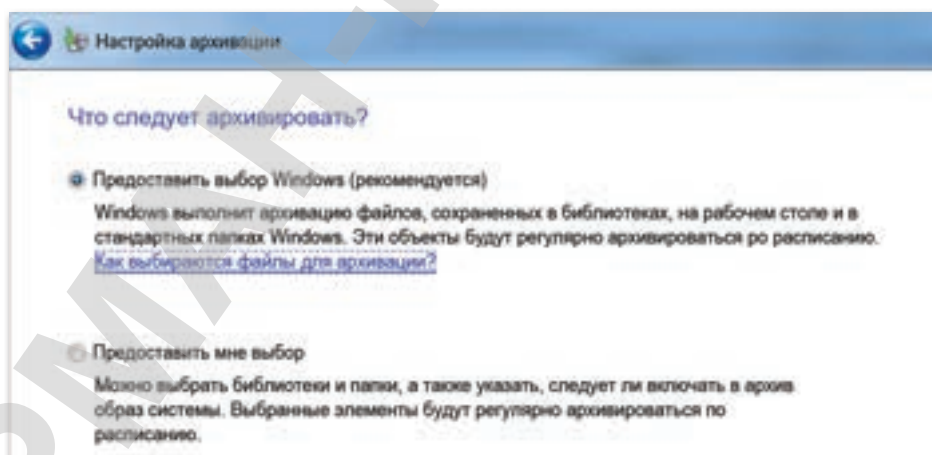 Настройка архивации
Что следует архивировать?
Предоставить выбор Windows (рекомендуется)
Windows выполнит архивацию файлов, сохраненных в библиотеках, на рабочем столе и в
стандартных папках Windows. Эти объекты будут регулярно архивироваться ро расписанию.
Как выбираются файлы для архивации?
Предоставить мне выбор
Можно выбрать библиотеки и папки, а также указать, следует ли включать в архив
образ системы. Выбранные элементы будут регулярно архивироваться по
расписанию.